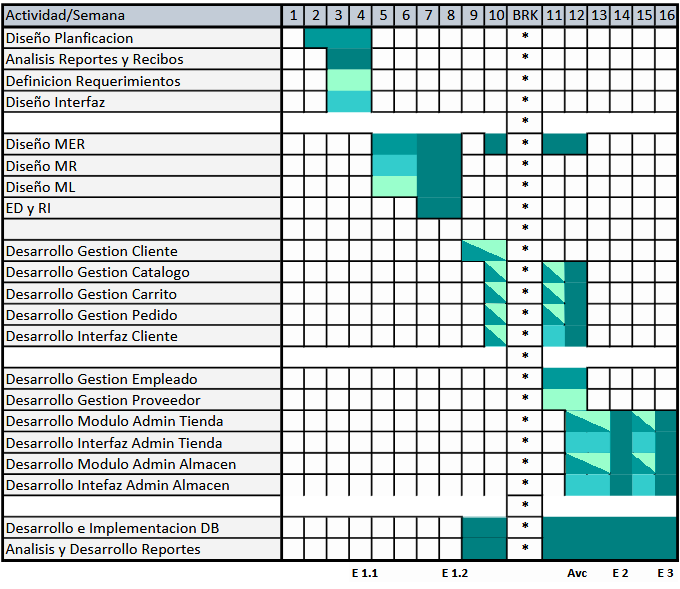 Actividad/Semana 1 2 3 4 5 6 7 8 9 10 BRK 11 12 13 14 15 16
Diseño Planficacion *
Analisis Reportes y Recibos *
Definicion Requerimientos *
Diseño Interfaz *
*
Diseño MER *
Diseño MR *
Diseño ML *
ED y RI *
*
Desarrollo Gestion Cliente *
Desarrollo Gestion Catalogo *
Desarrollo Gestion Carrito *
Desarrollo Gestion Pedido *
Desarrollo Interfaz Cliente *
*
Desarrollo Gestion Empleado *
Desarrollo Gestion Proveedor *
Desarrollo Modulo Admin Tienda *
Desarrollo Interfaz Admin Tienda *
Desarrollo Modulo Admin Almacen *
Desarrollo Intefaz Admin Almacen *
*
Desarrollo e Implementacion DB *
Analisis y Desarrollo Reportes *
E 1.1 E 1.2 Avc E 2 E 3